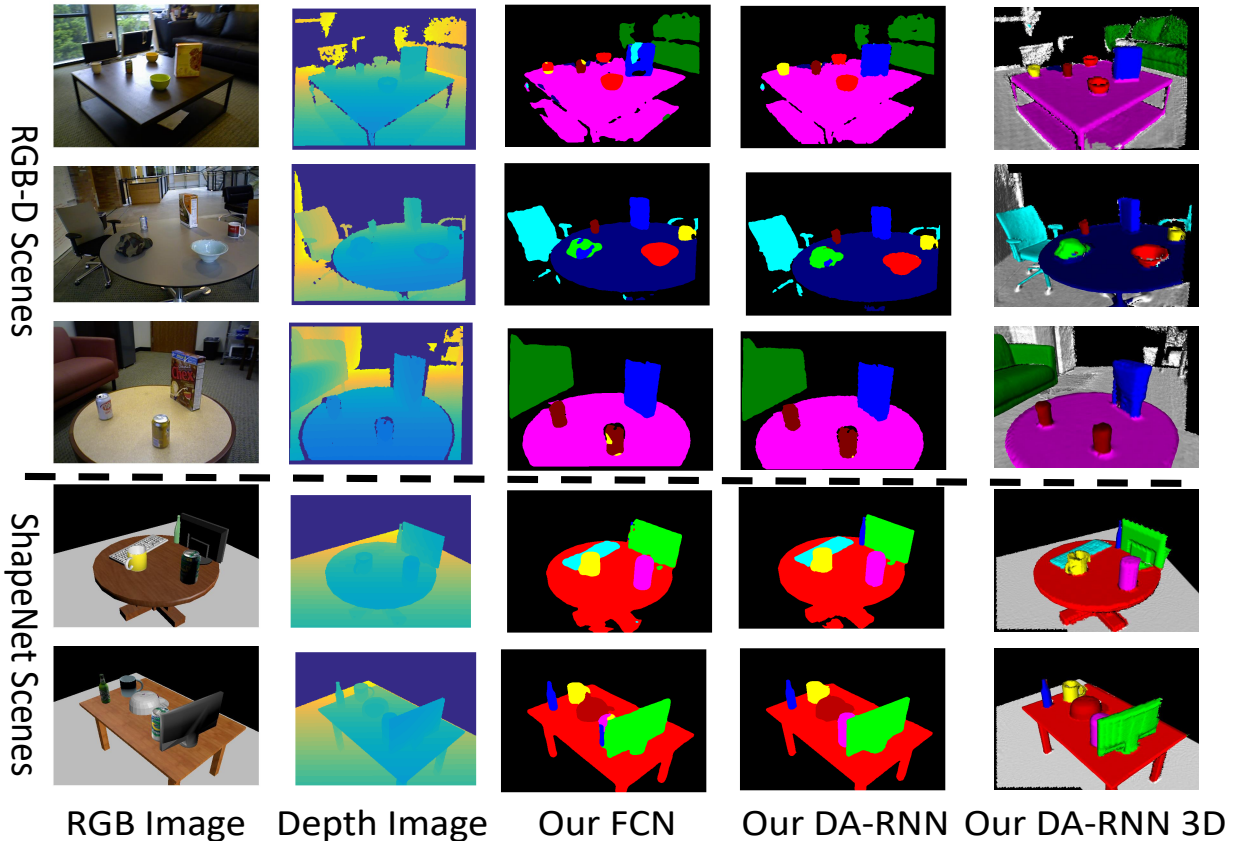 RGB-D Scenes
ShapeNet Scenes
RGB Image Depth Image Our FCN Our DA-RNN Our DA-RNN 3D